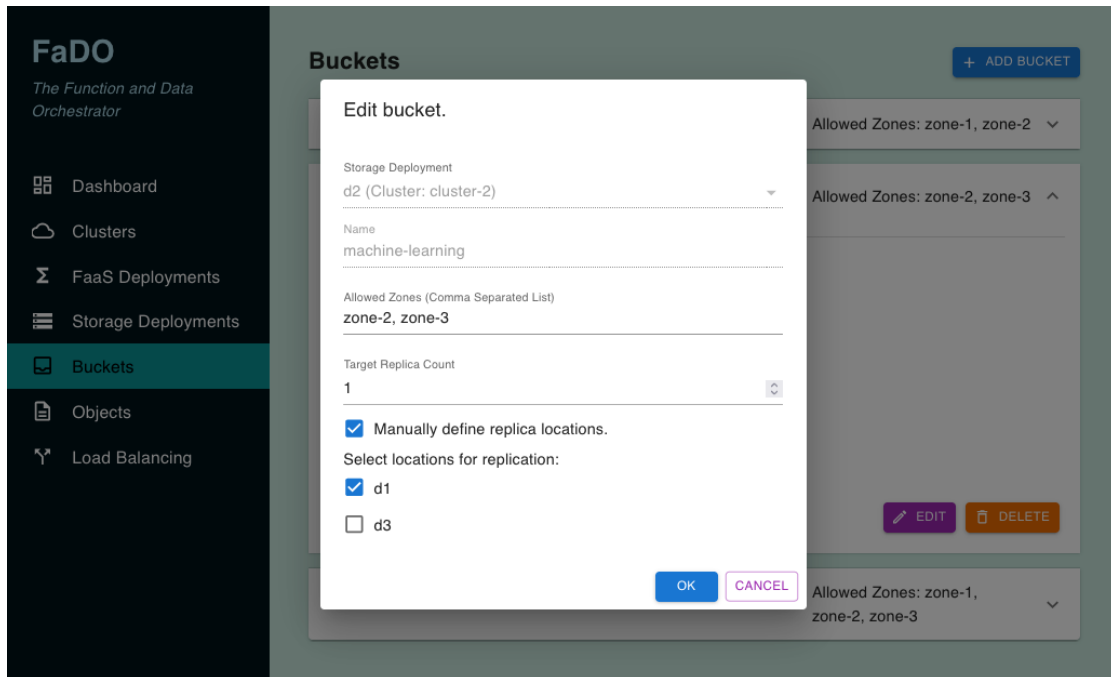 FaDO
The Function and Data
Orchestrator
Dashboard
Clusters
FaaS Deployments
Storage Deployments
Buckets
Objects
Load Balancing
Buckets
+ ADD BUCKET
Allowed Zones: zone-1, zone-2
Allowed Zones: zone-2, zone-3
EDIT
DELETE
Allowed Zones: zone-1,
zone-2, zone-3
Edit bucket.
Storage Deployment
d2 (Cluster: cluster-2)
Name
machine-learning
Allowed Zones (Comma Separated List)
zone-2, zone-3
Target Replica Count
1
Manually define replica locations.
Select locations for replication:
d1
d3
OK
CANCEL